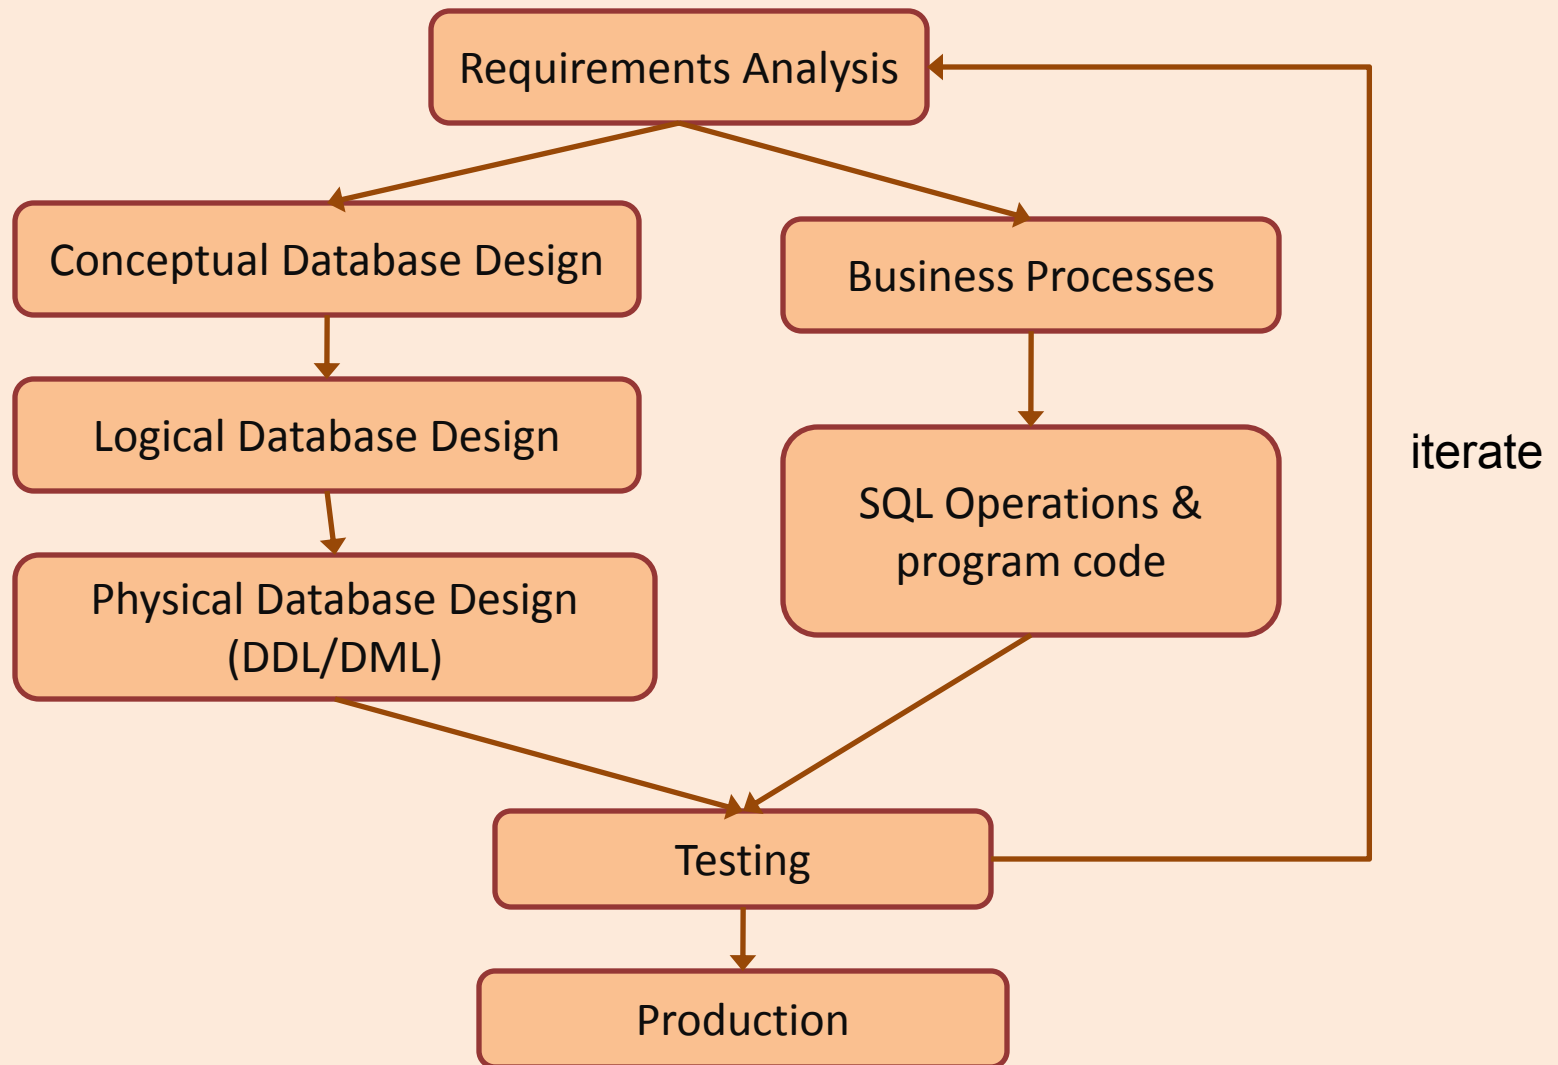 Requirements Analysis
Conceptual Database Design
Business Processes
Logical Database Design
iterate
SQL Operations &
program code
Physical Database Design
(DDL/DML)
Testing
Production